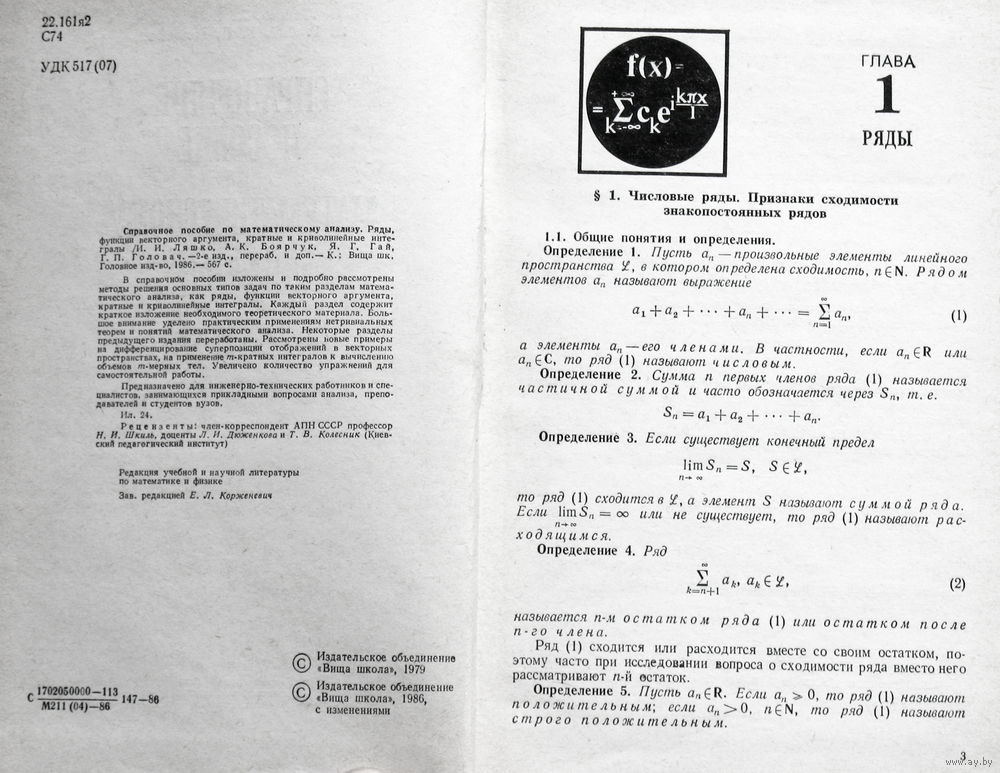 22.161я2
С74
УДК 517(07)
Справочное пособие по математическому анализу. Ряды,
функции векторного аргумента, кратные и криволинейные инте-
гралы /И. И. Ляшко, А. К. Боярчук, Я. Г. Гай,
Г. П. Головач. —2-е изд., перераб. и доп.— К.: Вища шк.
Головное изд-во, 1986.— 567 с.
В справочном пособии изложены и подробно рассмотрены
методы решения основных типов задач по таким разделам матема-
тического анализа, как ряды, функции векторного аргумента,
кратные и криволинейные интегралы. Каждый раздел содержит
краткое изложение необходимого теоретического материала. Боль-
шое внимание уделено практическим применениям нетривиальных
теорем и понятий математического анализа. Некоторые разделы
предыдущего издания переработаны. Рассмотрены новые примеры
на дифференцирование суперпозиции отображений в векторных
пространствах, на применение m-кратных интегралов к вычислению
объемов m-мерных тел. Увеличено количество упражнений для
самостоятельной работы.
Предназначено для инженерно-технических работников и спе-
циалистов, занимающихся прикладными вопросами анализа, препо-
давателей и студентов вузов.
Ил. 24.
Рецензенты: член-корреспондент АПН СССР профессор
Н. И. Шкиль, доценты Л. И. Дюженкова и Т. В. Колесник (Киев-
ский педагогический институт)
Редакция учебной и научной литературы
по математике и физике
Зав. редакцией Е. Л. Корженевич
С 1702050000—113 / М211 (04)—86 147—86
© Издательское объединение
«Вища школа», 1979
© Издательское объединение
«Вища школа», 1986,
с изменениями
f(x) =
= +∞ ∑ k=-∞ c_k e^{i kπx/l}
ГЛАВА
1
РЯДЫ
§ 1. Числовые ряды. Признаки сходимости
знакопостоянных рядов
1.1. Общие понятия и определения.
Определение 1. Пусть aₙ — произвольные элементы линейного
пространства ℒ, в котором определена сходимость, n∈N. Рядом
элементов aₙ называют выражение
a₁ + a₂ + ··· + aₙ + ··· = ∞ ∑ n=1 aₙ, (1)
а элементы aₙ — его членами. В частности, если aₙ∈R или
aₙ∈C, то ряд (1) называют числовым.
Определение 2. Сумма n первых членов ряда (1) называется
частичной суммой и часто обозначается через Sₙ, т. е.
Sₙ = a₁ + a₂ + ··· + aₙ.
Определение 3. Если существует конечный предел
lim Sₙ = S, S∈ℒ,
n→∞
то ряд (1) сходится в ℒ, а элемент S называют суммой ряда.
Если lim Sₙ = ∞ или не существует, то ряд (1) называют рас-
n→∞
ходящимся.
Определение 4. Ряд
∞ ∑ k=n+1 aₖ, aₖ∈ℒ, (2)
называется n-м остатком ряда (1) или остатком после
n-го члена.
Ряд (1) сходится или расходится вместе со своим остатком, по-
этому часто при исследовании вопроса о сходимости ряда вместо него
рассматривают n-й остаток.
Определение 5. Пусть aₙ∈R. Если aₙ ⩾ 0, то ряд (1) называют
положительным; если aₙ>0, n∈N, то ряд (1) называют
строго положительным.
3
www.ay.by